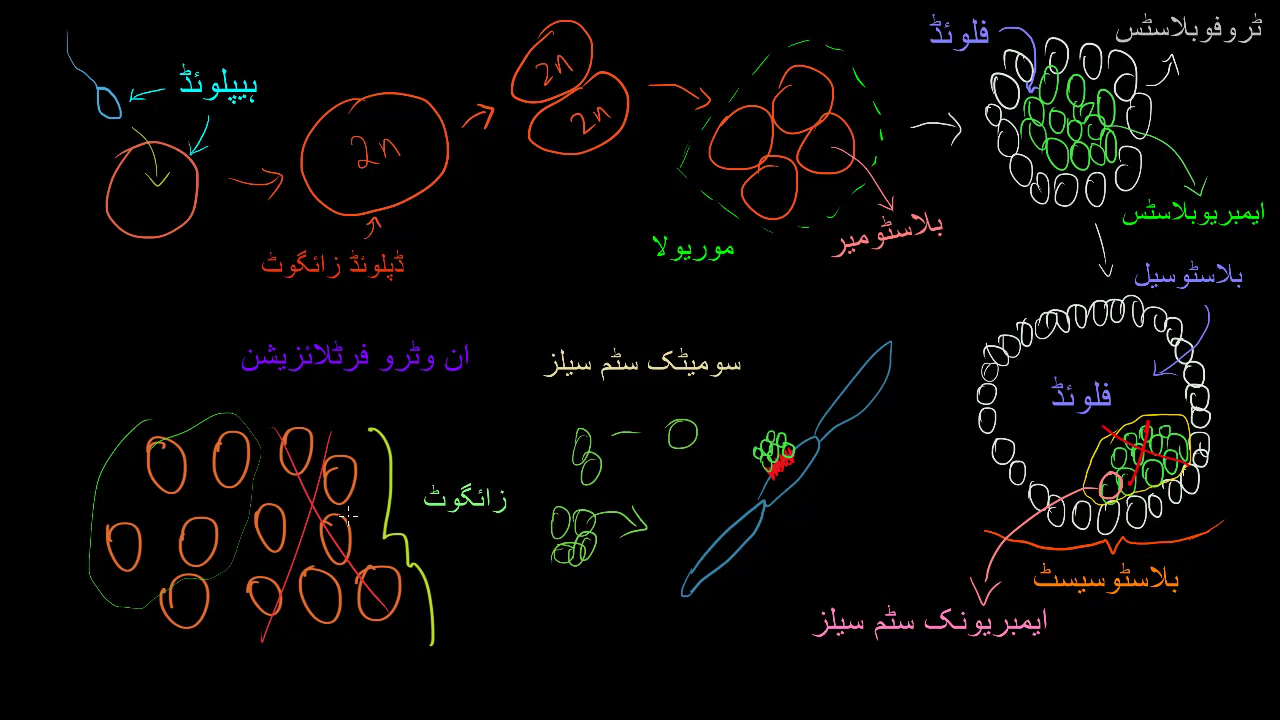 ٹروفوبلاسٹس
فلوئڈ
ہیپلوئڈ
2n
2n
2n
ایمبریوبلاسٹس
بلاسٹومیر
موریولا
ڈپلوئڈ زائگوٹ
بلاسٹوسیل
ان وٹرو فرٹلائزیشن
سومیٹک سٹم سیلز
فلوئڈ
زائگوٹ
بلاسٹوسیسٹ
ایمبریونک سٹم سیلز